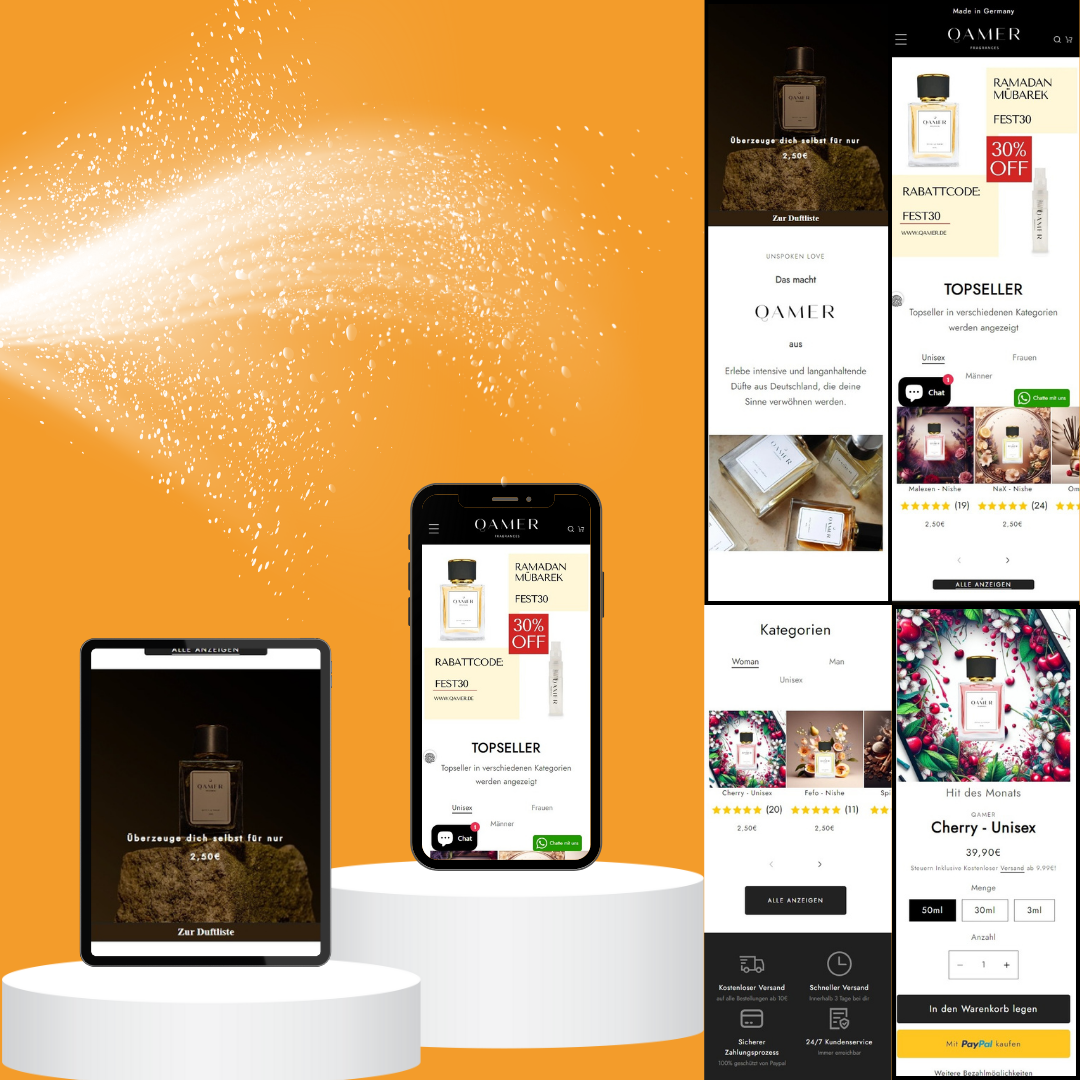 ALLE ANZEIGEN
QAMER
Überzeuge dich selbst für nur
2,50€
Zur Duftliste
QAMER
FRAGRANCES
RAMADAN
MÜBAREK
FEST30
QAMER
30%
OFF
RABATTCODE:
FEST30
WWW.QAMER.DE
QAMER
TOPSELLER
Topseller in verschiedenen Kategorien
werden angezeigt
Unisex
Frauen
Männer
1
Chat
Chatte mit uns
QAMER
Überzeuge dich selbst für nur
2,50€
Zur Duftliste
UNSPOKEN LOVE
Das macht
QAMER
aus
Erlebe intensive und langanhaltende
Düfte aus Deutschland, die deine
Sinne verwöhnen werden.
Made in Germany
QAMER
FRAGRANCES
RAMADAN
MÜBAREK
FEST30
QAMER
30%
OFF
RABATTCODE:
FEST30
WWW.QAMER.DE
QAMER
TOPSELLER
Topseller in verschiedenen Kategorien
werden angezeigt
Unisex
Frauen
Männer
1
Chat
Chatte mit uns
Malexen - Nishe
NaX - Nishe
Om
(19)
(24)
2,50€
2,50€
ALLE ANZEIGEN
Kategorien
Woman
Man
Unisex
Cherry - Unisex
Fefo - Nishe
Spi
(20)
(11)
2,50€
2,50€
ALLE ANZEIGEN
Kostenloser Versand
auf alle Bestellungen ab 10€
Schneller Versand
Innerhalb 3 Tage bei dir
Sicherer
Zahlungsprozess
100% geschützt von Paypal
24/7 Kundenservice
Immer erreichbar
QAMER
Hit des Monats
QAMER
Cherry - Unisex
39,90€
Steuern Inklusive Kostenloser Versand ab 9.99€!
Menge
50ml
30ml
3ml
Anzahl
− 1 +
In den Warenkorb legen
Mit PayPal kaufen
Weitere Bezahlmöglichkeiten